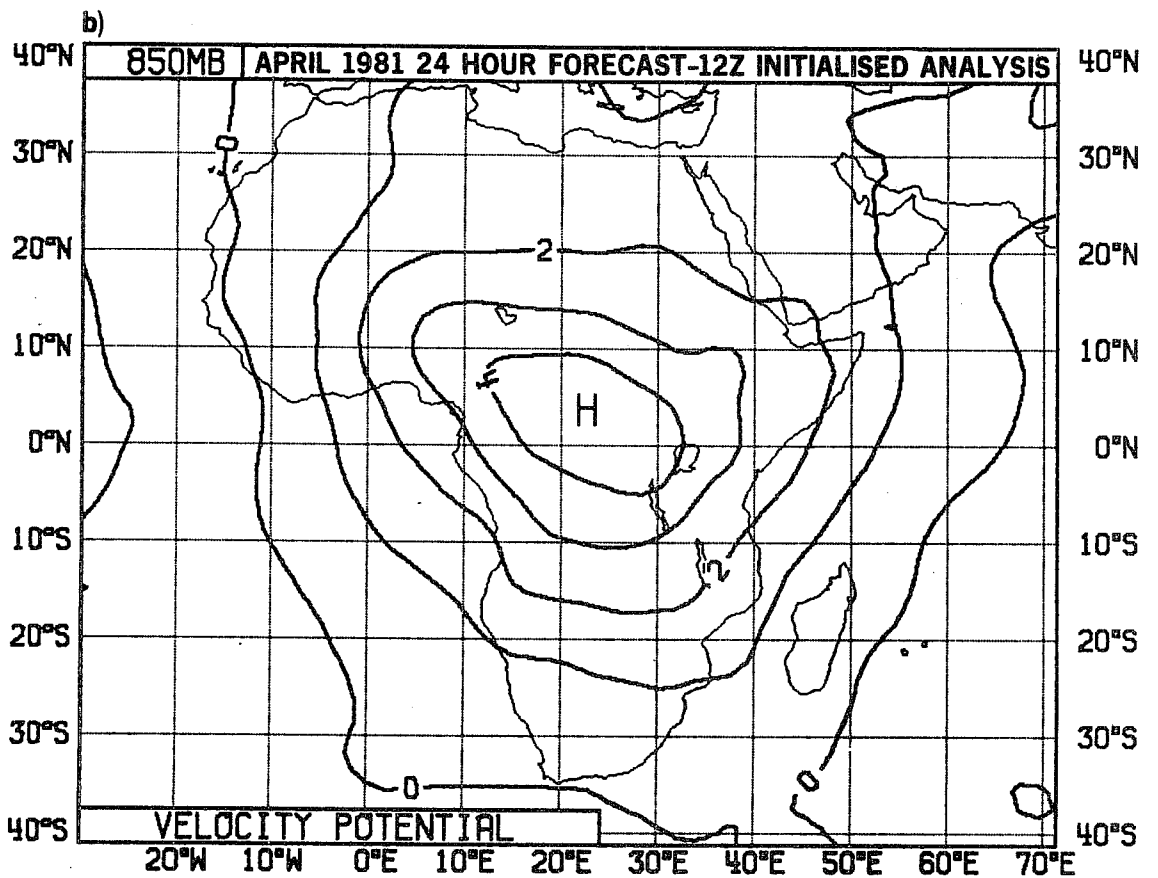 b)
40°N 850MB APRIL 1981 24 HOUR FORECAST-12Z INITIALISED ANALYSIS 40°N
0
30°N 30°N
20°N 2 20°N
10°N 10°N
4
H
0°N 0°N
10°S 10°S
2
20°S 20°S
30°S 30°S
0 0
40°S VELOCITY POTENTIAL 40°S
20°W 10°W 0°E 10°E 20°E 30°E 40°E 50°E 60°E 70°E